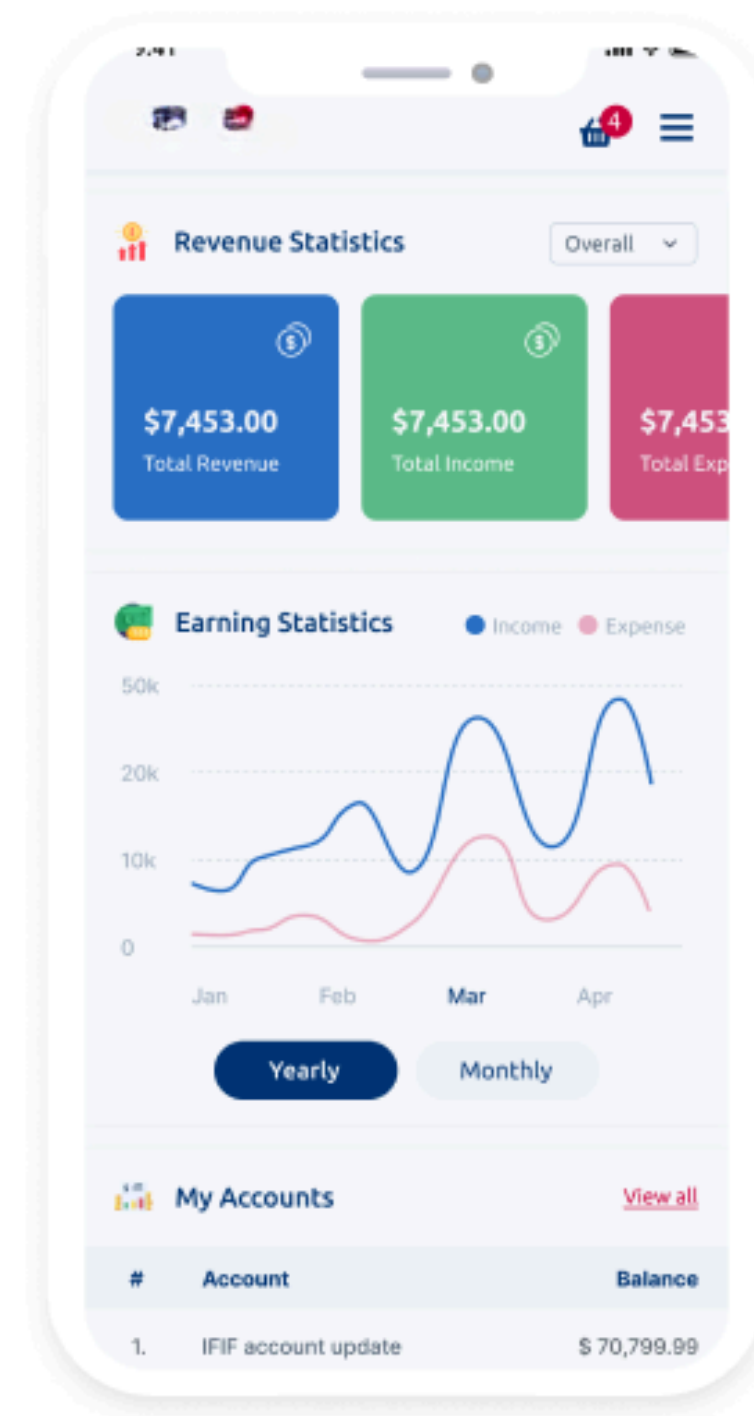 9:41
4
Revenue Statistics
Overall
$7,453.00
Total Revenue
$7,453.00
Total Income
$7,453
Total Exp
Earning Statistics
Income
Expense
50k
20k
10k
0
Jan Feb Mar Apr
Yearly
Monthly
My Accounts
View all
# Account Balance
1. IFIF account update $ 70,799.99